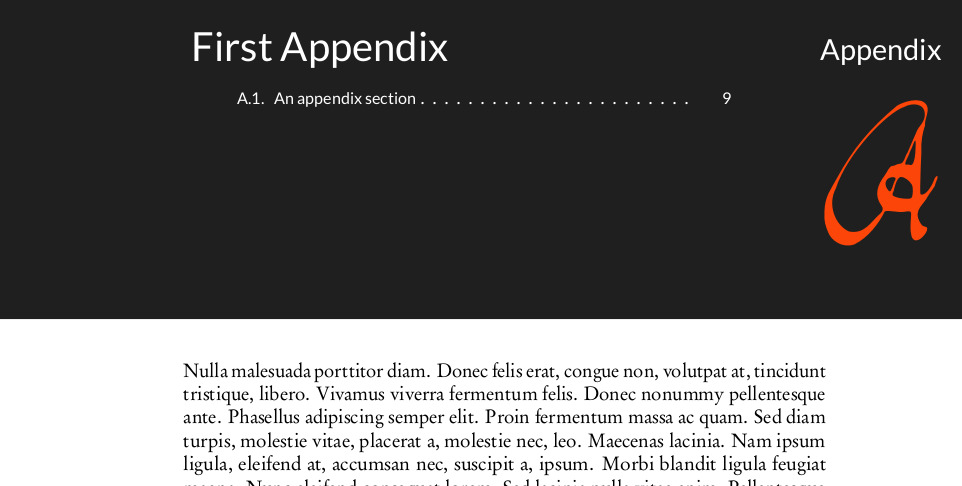 First Appendix
Appendix
A.1. An appendix section . . . . . . . . . . . . . . . . . . . . . . . 9
A
Nulla malesuada porttitor diam. Donec felis erat, congue non, volutpat at, tincidunt
tristique, libero. Vivamus viverra fermentum felis. Donec nonummy pellentesque
ante. Phasellus adipiscing semper elit. Proin fermentum massa ac quam. Sed diam
turpis, molestie vitae, placerat a, molestie nec, leo. Maecenas lacinia. Nam ipsum
ligula, eleifend at, accumsan nec, suscipit a, ipsum. Morbi blandit ligula feugiat